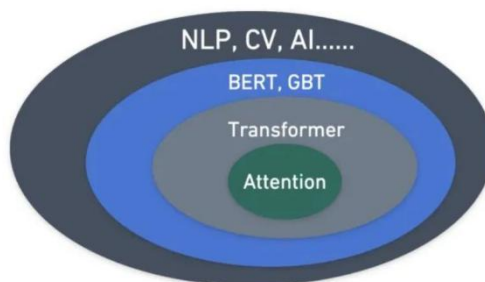 NLP, CV, AI......
BERT, GBT
Transformer
Attention